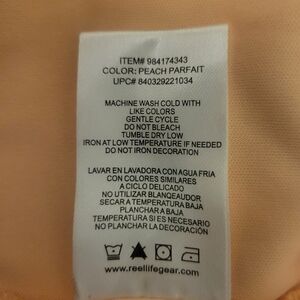 ITEM# 984174343
COLOR: PEACH PARFAIT
UPC# 840329221034
MACHINE WASH COLD WITH
LIKE COLORS
GENTLE CYCLE
DO NOT BLEACH
TUMBLE DRY LOW
IRON AT LOW TEMPERATURE IF NEEDED
DO NOT IRON DECORATION
LAVAR EN LAVADORA CON AGUA FRIA
CON COLORES SIMILARES
A CICLO DELICADO
NO UTILIZAR BLANQEAUDOR
SECAR A TEMPERATURA BAJA
PLANCHAR A BAJA
TEMPERATURA SI ES NECESARIO
NO PLANCHAR LA DECORACIÓN
www.reellifegear.com